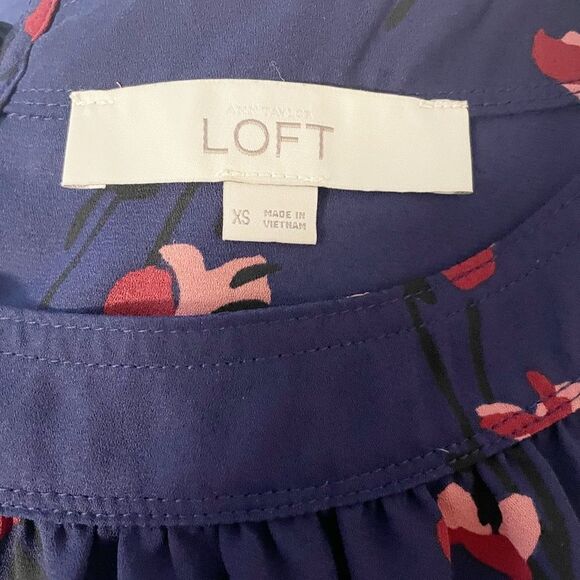 ANN TAYLOR
LOFT
XS
MADE IN
VIETNAM